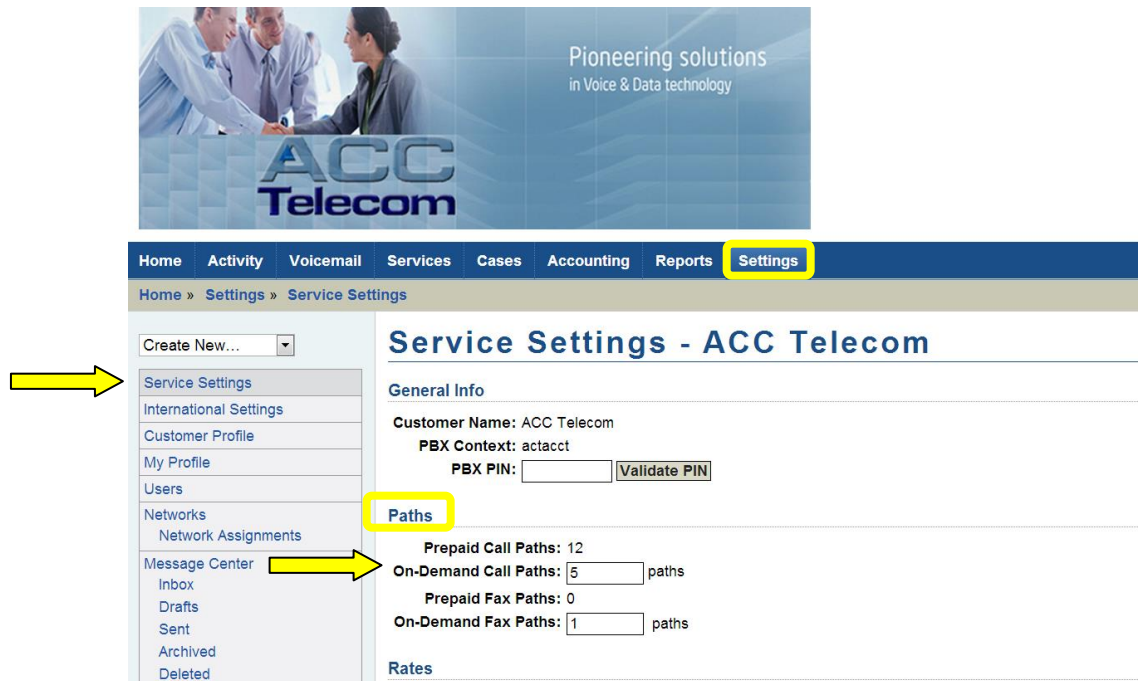 Pioneering solutions
in Voice & Data technology
ACC
Telecom
Home Activity Voicemail Services Cases Accounting Reports Settings
Home » Settings » Service Settings
Create New...
Service Settings
International Settings
Customer Profile
My Profile
Users
Networks
Network Assignments
Message Center
Inbox
Drafts
Sent
Archived
Deleted
Service Settings - ACC Telecom
General Info
Customer Name: ACC Telecom
PBX Context: actacct
PBX PIN: Validate PIN
Paths
Prepaid Call Paths: 12
On-Demand Call Paths: 5 paths
Prepaid Fax Paths: 0
On-Demand Fax Paths: 1 paths
Rates